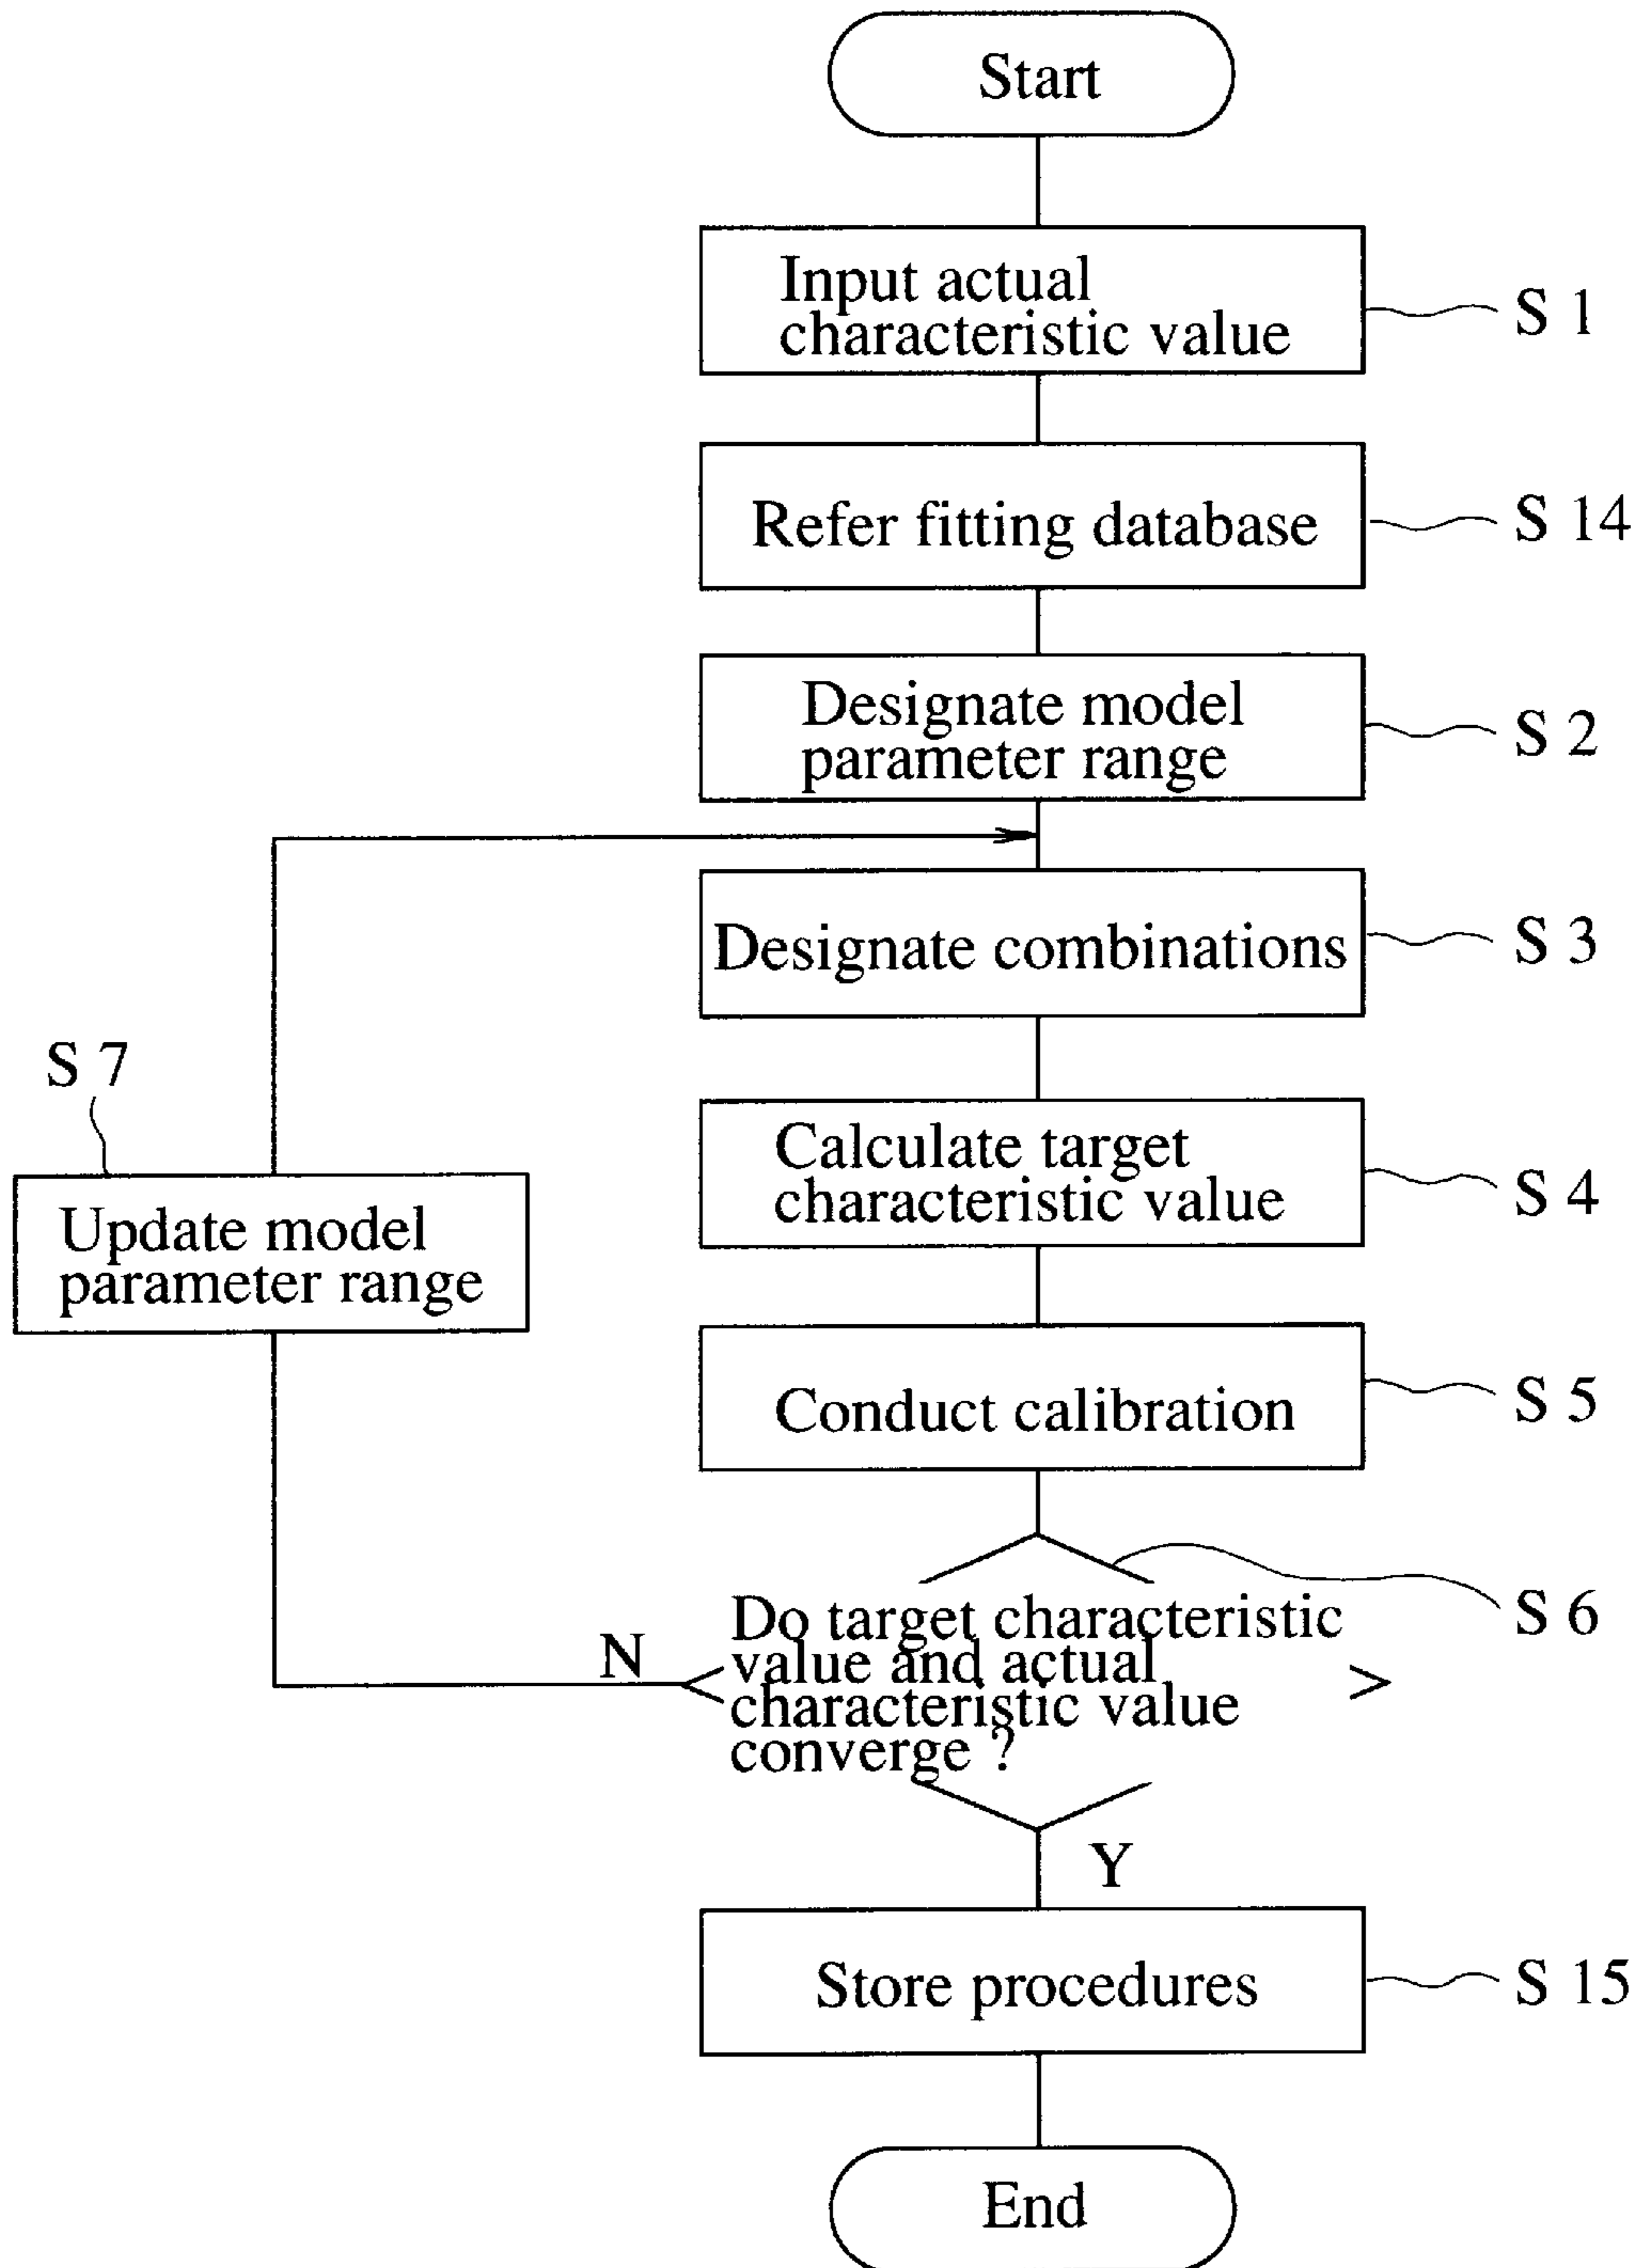 Start
Input actual
characteristic value
S 1
Refer fitting database
S 14
Designate model
parameter range
S 2
Designate combinations
S 3
S 7
Calculate target
characteristic value
S 4
Update model
parameter range
Conduct calibration
S 5
Do target characteristic
value and actual
characteristic value
converge ?
S 6
N
Y
Store procedures
S 15
End